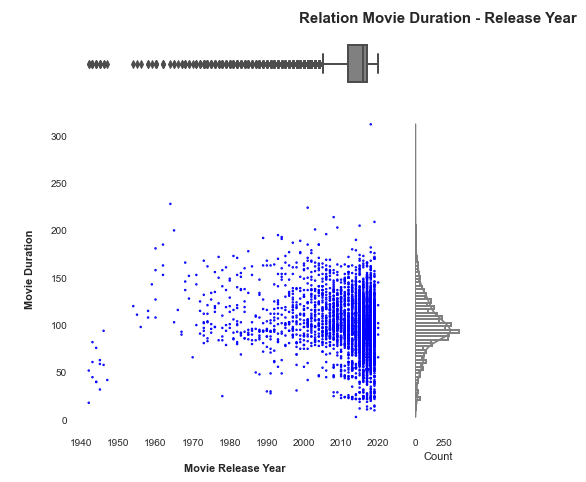 Relation Movie Duration - Release Year
300
250
200
150
100
50
0
Movie Duration
1940 1950 1960 1970 1980 1990 2000 2010 2020
0 250
Count
Movie Release Year